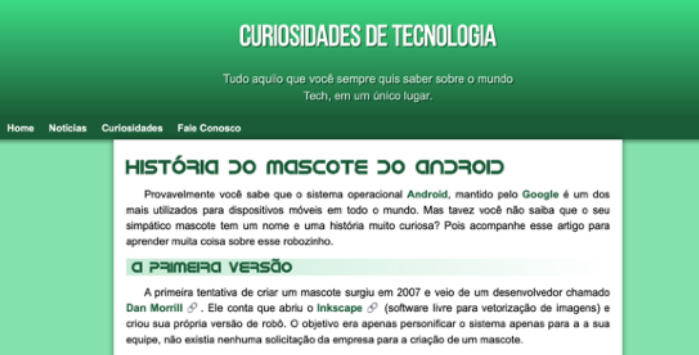 CURIOSIDADES DE TECNOLOGIA
Tudo aquilo que você sempre quis saber sobre o mundo
Tech, em um único lugar.
Home Notícias Curiosidades Fale Conosco
HISTÓRIA DO MASCOTE DO ANDROID
Provavelmente você sabe que o sistema operacional Android, mantido pelo Google é um dos
mais utilizados para dispositivos móveis em todo o mundo. Mas tavez você não saiba que o seu
simpático mascote tem um nome e uma história muito curiosa? Pois acompanhe esse artigo para
aprender muita coisa sobre esse robozinho.
A PRIMEIRA VERSÃO
A primeira tentativa de criar um mascote surgiu em 2007 e veio de um desenvolvedor chamado
Dan Morrill 🔗 . Ele conta que abriu o Inkscape 🔗 (software livre para vetorização de imagens) e
criou sua própria versão de robô. O objetivo era apenas personificar o sistema apenas para a a sua
equipe, não existia nenhuma solicitação da empresa para a criação de um mascote.